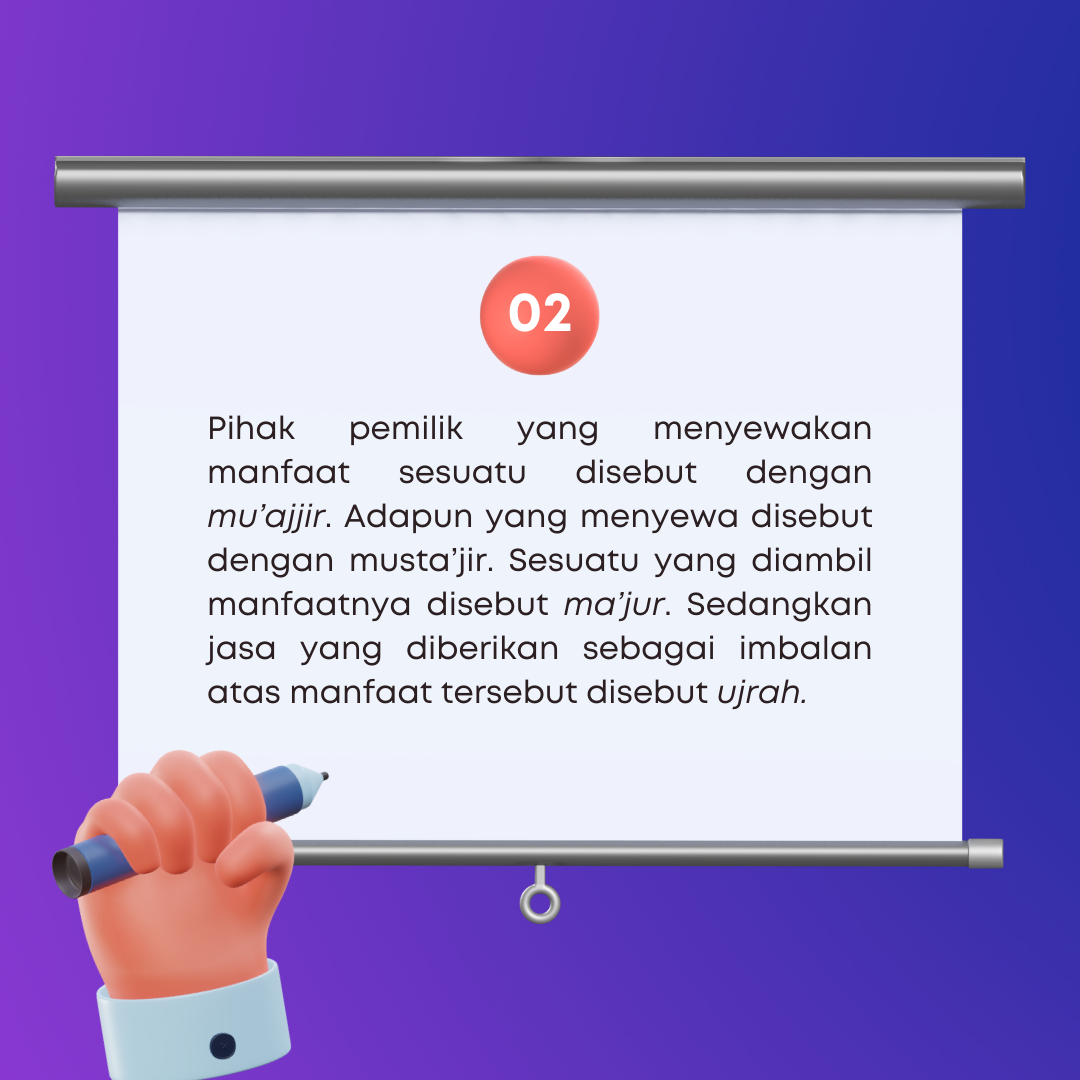 02
Pihak pemilik yang menyewakan
manfaat sesuatu disebut dengan
mu’ajjir. Adapun yang menyewa disebut
dengan musta’jir. Sesuatu yang diambil
manfaatnya disebut ma’jur. Sedangkan
jasa yang diberikan sebagai imbalan
atas manfaat tersebut disebut ujrah.